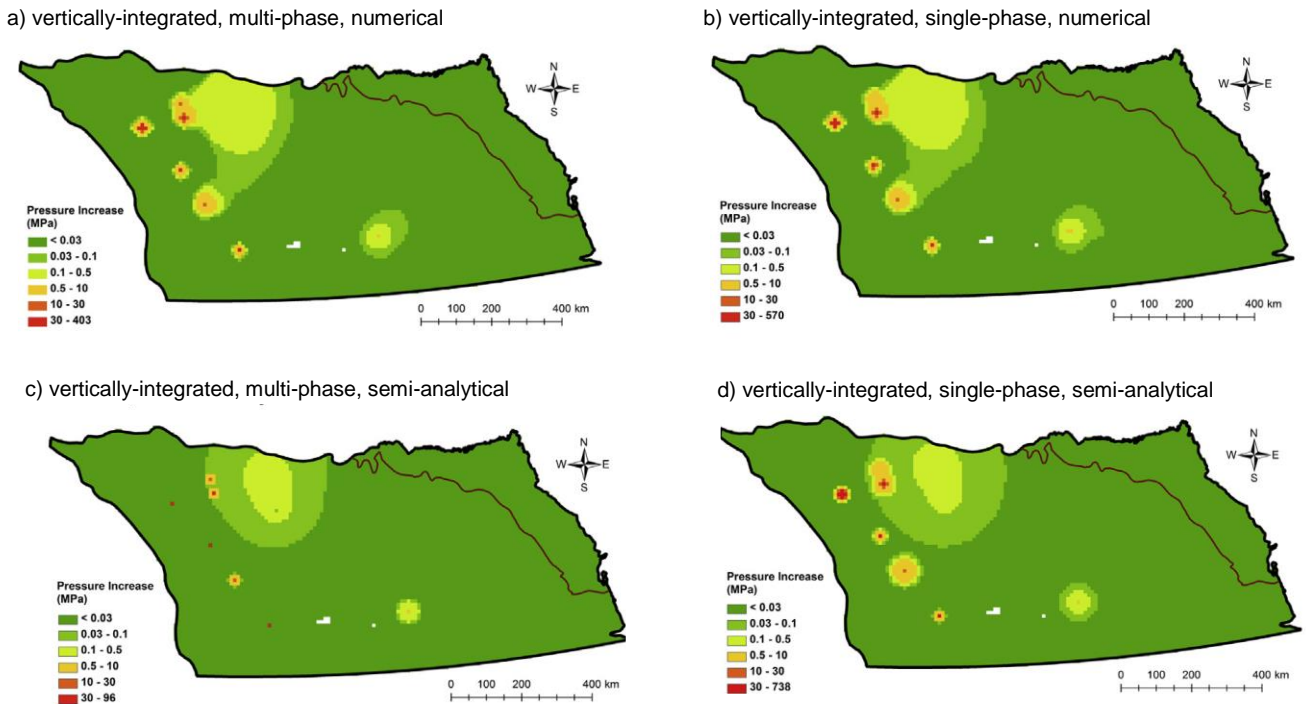 a) vertically-integrated, multi-phase, numerical
N
W E
S
Pressure Increase
(MPa)
< 0.03
0.03 - 0.1
0.1 - 0.5
0.5 - 10
10 - 30
30 - 403
0 100 200 400 km
b) vertically-integrated, single-phase, numerical
N
W E
S
Pressure Increase
(MPa)
< 0.03
0.03 - 0.1
0.1 - 0.5
0.5 - 10
10 - 30
30 - 570
0 100 200 400 km
c) vertically-integrated, multi-phase, semi-analytical
N
W E
S
Pressure Increase
(MPa)
< 0.03
0.03 - 0.1
0.1 - 0.5
0.5 - 10
10 - 30
30 - 96
0 100 200 400 km
d) vertically-integrated, single-phase, semi-analytical
N
W E
S
Pressure Increase
(MPa)
< 0.03
0.03 - 0.1
0.1 - 0.5
0.5 - 10
10 - 30
30 - 738
0 100 200 400 km